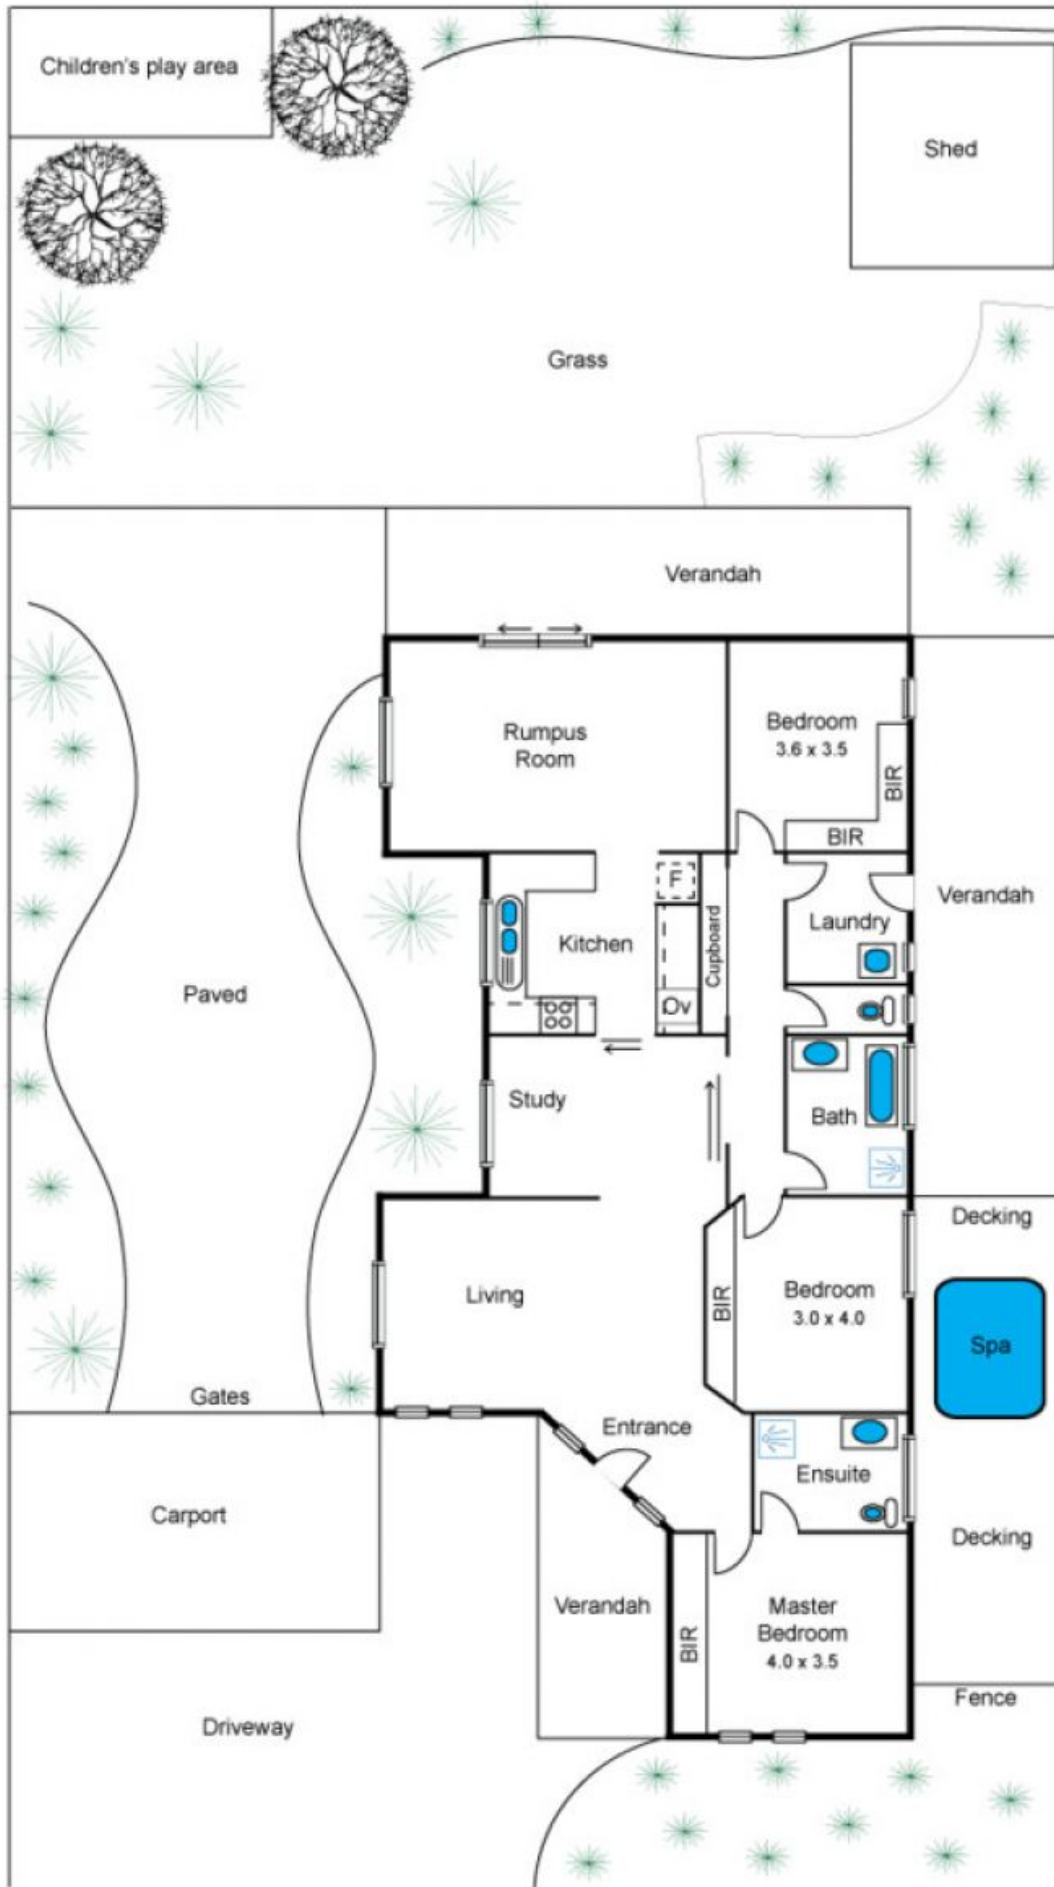 Children's play area
Shed
Grass
Verandah
Rumpus
Room
Bedroom
3.6 x 3.5
BIR
BIR
F
Verandah
Laundry
Cupboard
Kitchen
Paved
Ov
Study
Bath
Decking
Living
BIR
Bedroom
3.0 x 4.0
Spa
Gates
Entrance
Ensuite
Carport
Decking
Verandah
BIR
Master
Bedroom
4.0 x 3.5
Fence
Driveway